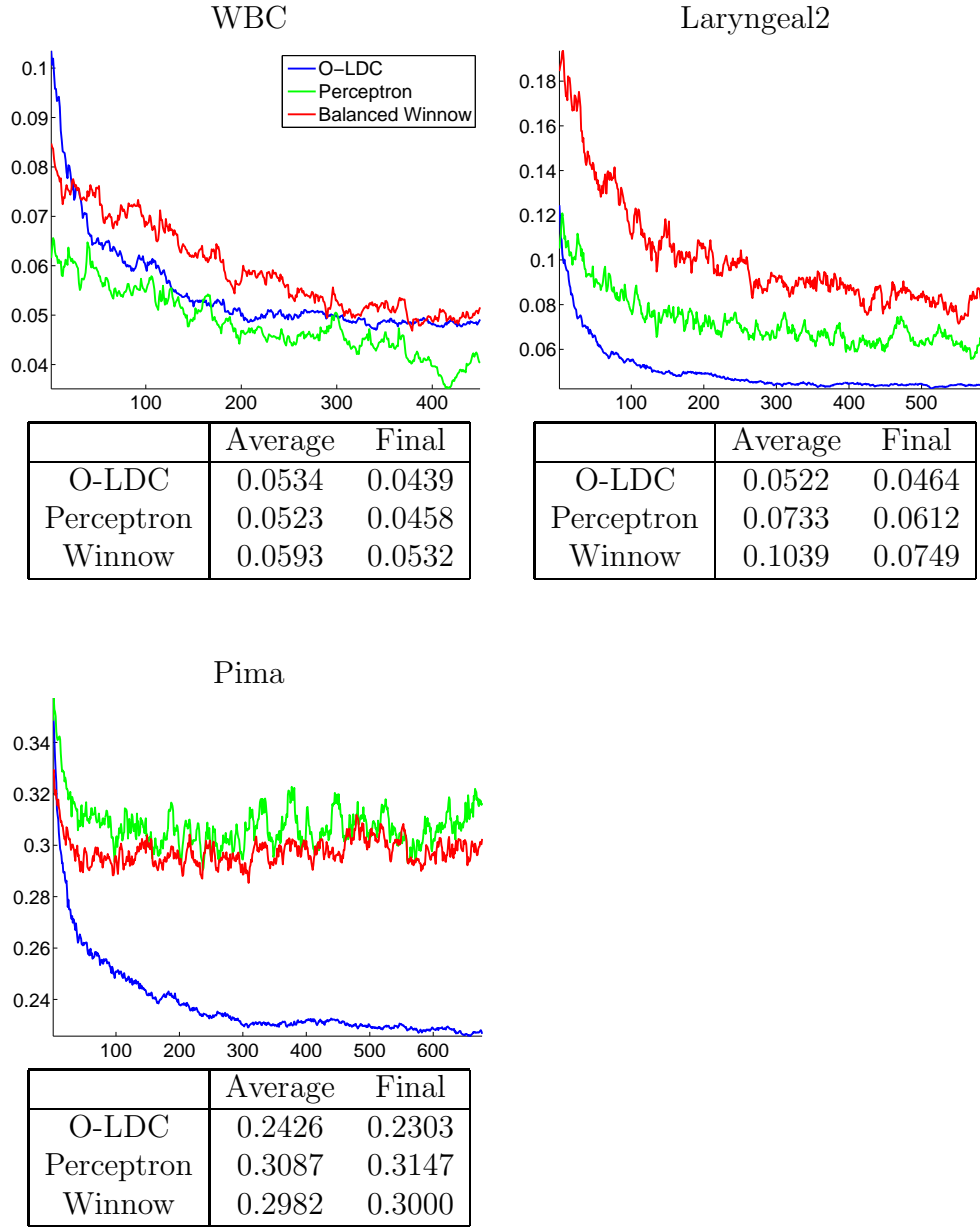 WBC
0.1
0.09
0.08
0.07
0.06
0.05
0.04
100 200 300 400
O−LDC
Perceptron
Balanced Winnow
Average Final
O-LDC 0.0534 0.0439
Perceptron 0.0523 0.0458
Winnow 0.0593 0.0532
Laryngeal2
0.18
0.16
0.14
0.12
0.1
0.08
0.06
100 200 300 400 500
Average Final
O-LDC 0.0522 0.0464
Perceptron 0.0733 0.0612
Winnow 0.1039 0.0749
Pima
0.34
0.32
0.3
0.28
0.26
0.24
100 200 300 400 500 600
Average Final
O-LDC 0.2426 0.2303
Perceptron 0.3087 0.3147
Winnow 0.2982 0.3000